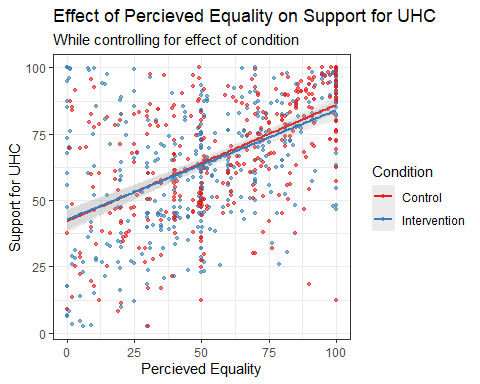 Effect of Percieved Equality on Support for UHC
While controlling for effect of condition
100
75
50
25
0
Support for UHC
0
25
50
75
100
Percieved Equality
Condition
Control
Intervention